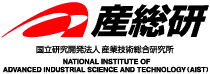 産総研
国立研究開発法人 産業技術総合研究所
NATIONAL INSTITUTE OF
ADVANCED INDUSTRIAL SCIENCE AND TECHNOLOGY (AIST)